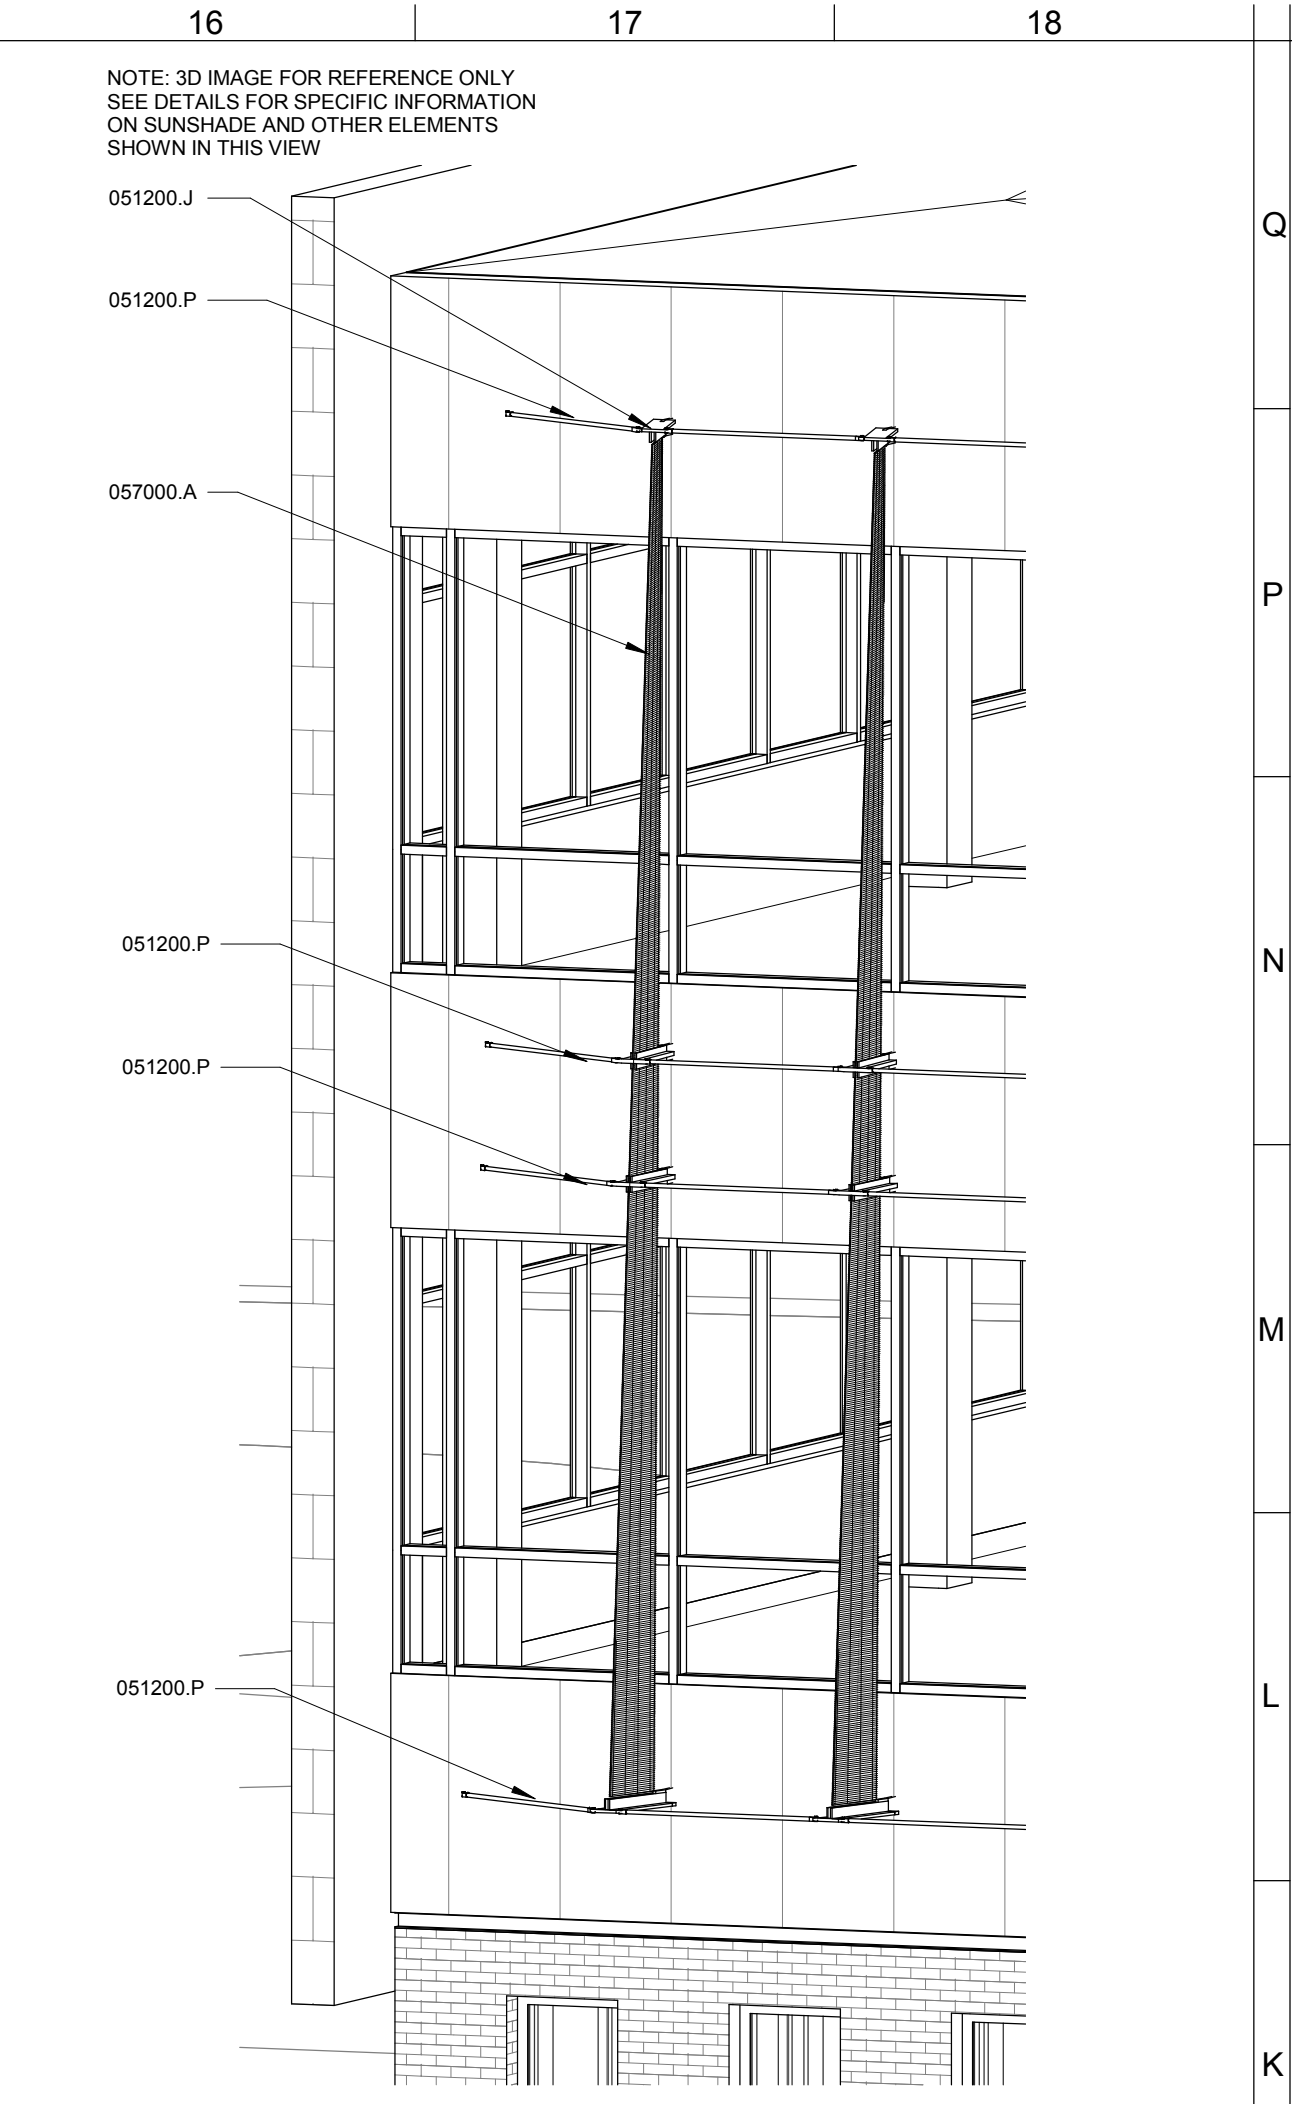 16
17
18
NOTE: 3D IMAGE FOR REFERENCE ONLY
SEE DETAILS FOR SPECIFIC INFORMATION
ON SUNSHADE AND OTHER ELEMENTS
SHOWN IN THIS VIEW
051200.J
Q
051200.P
057000.A
P
051200.P
N
051200.P
M
051200.P
L
K